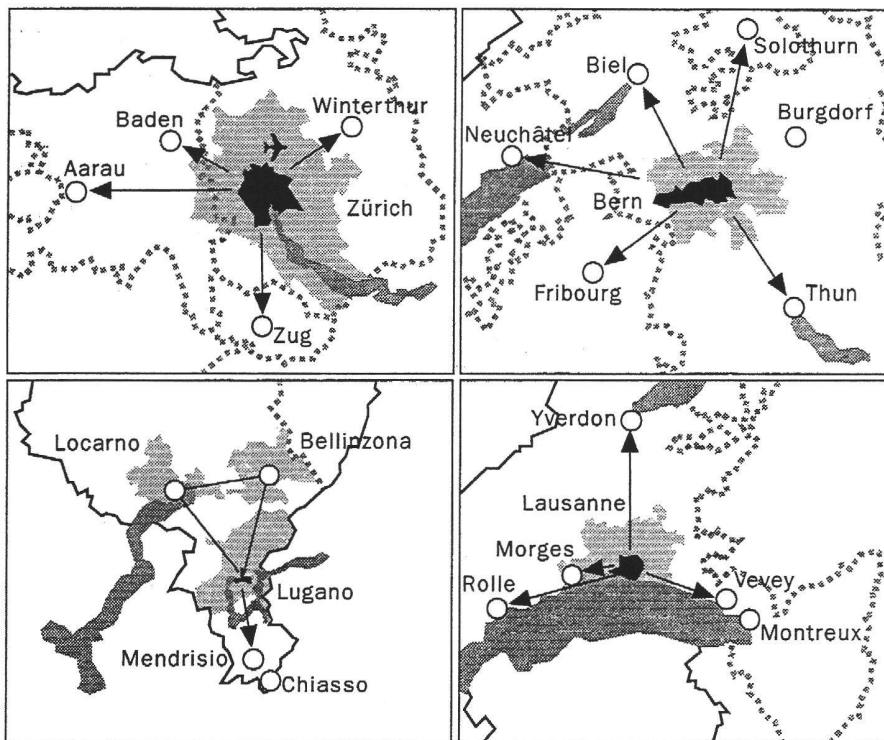 Baden
Winterthur
Aarau
Zürich
Zug
Solothurn
Biel
Burgdorf
Neuchâtel
Bern
Fribourg
Thun
Locarno
Bellinzona
Lugano
Mendrisio
Chiasso
Yverdon
Lausanne
Morges
Rolle
Vevey
Montreux